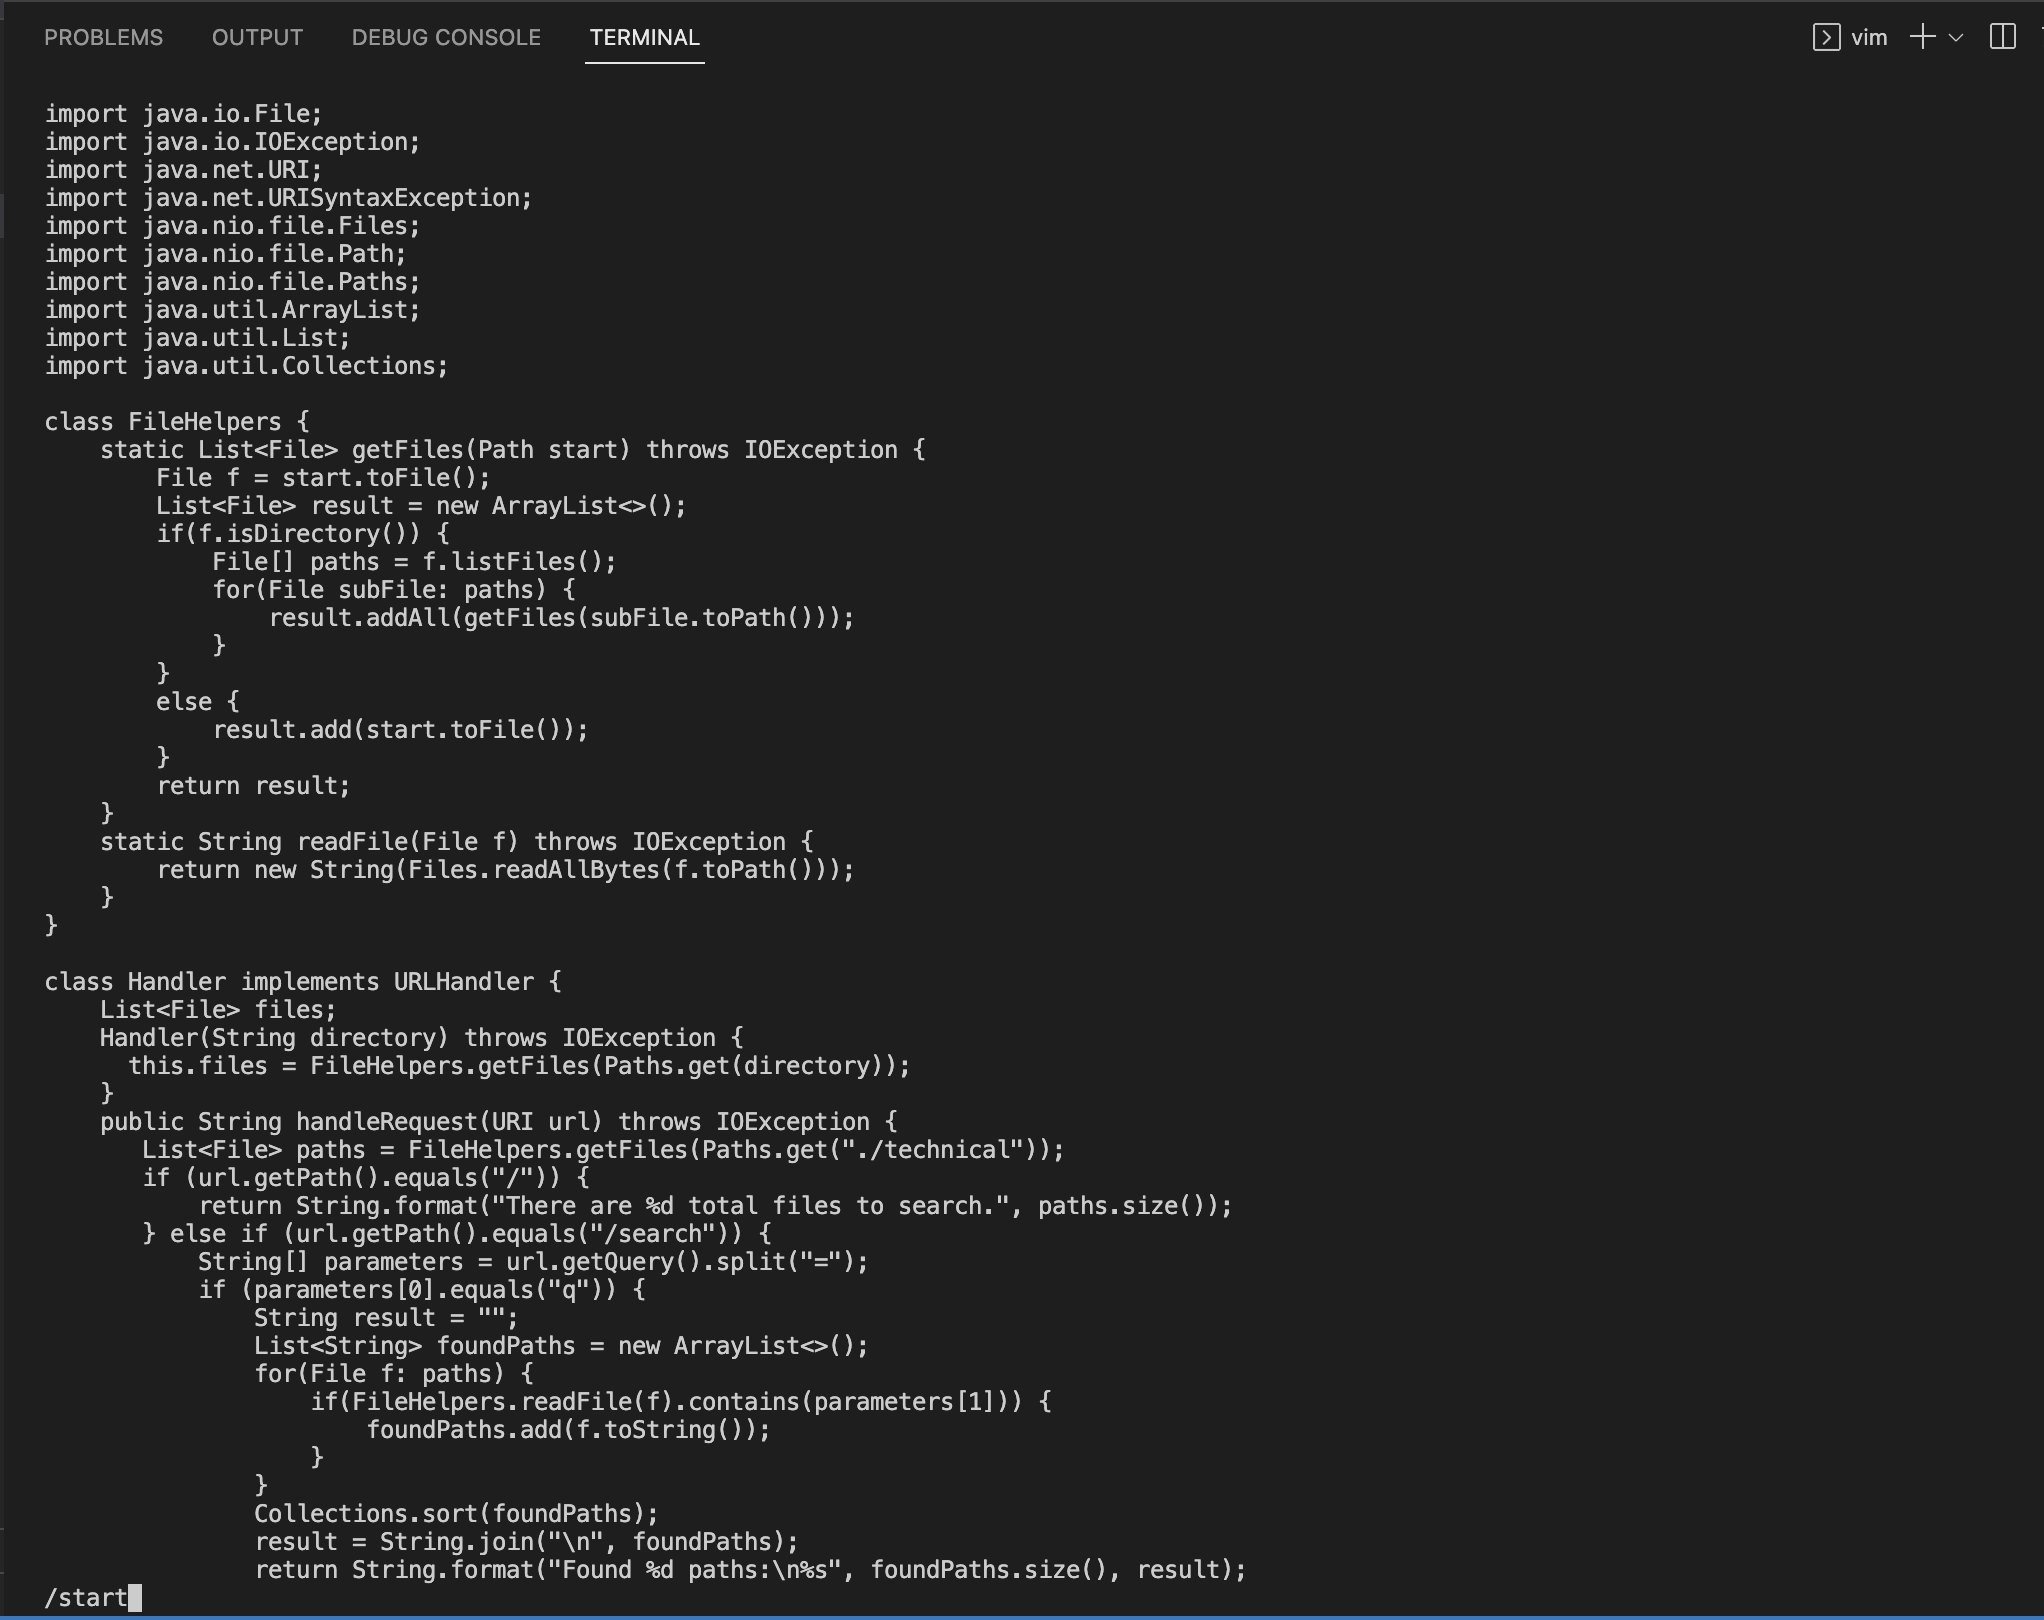 PROBLEMS OUTPUT DEBUG CONSOLE TERMINAL vim
import java.io.File;
import java.io.IOException;
import java.net.URI;
import java.net.URISyntaxException;
import java.nio.file.Files;
import java.nio.file.Path;
import java.nio.file.Paths;
import java.util.ArrayList;
import java.util.List;
import java.util.Collections;

class FileHelpers {
    static List<File> getFiles(Path start) throws IOException {
        File f = start.toFile();
        List<File> result = new ArrayList<>();
        if(f.isDirectory()) {
            File[] paths = f.listFiles();
            for(File subFile: paths) {
                result.addAll(getFiles(subFile.toPath()));
            }
        }
        else {
            result.add(start.toFile());
        }
        return result;
    }
    static String readFile(File f) throws IOException {
        return new String(Files.readAllBytes(f.toPath()));
    }
}

class Handler implements URLHandler {
    List<File> files;
    Handler(String directory) throws IOException {
      this.files = FileHelpers.getFiles(Paths.get(directory));
    }
    public String handleRequest(URI url) throws IOException {
       List<File> paths = FileHelpers.getFiles(Paths.get("./technical"));
       if (url.getPath().equals("/")) {
           return String.format("There are %d total files to search.", paths.size());
       } else if (url.getPath().equals("/search")) {
           String[] parameters = url.getQuery().split("=");
           if (parameters[0].equals("q")) {
               String result = "";
               List<String> foundPaths = new ArrayList<>();
               for(File f: paths) {
                   if(FileHelpers.readFile(f).contains(parameters[1])) {
                       foundPaths.add(f.toString());
                   }
               }
               Collections.sort(foundPaths);
               result = String.join("\n", foundPaths);
               return String.format("Found %d paths:\n%s", foundPaths.size(), result);
/start